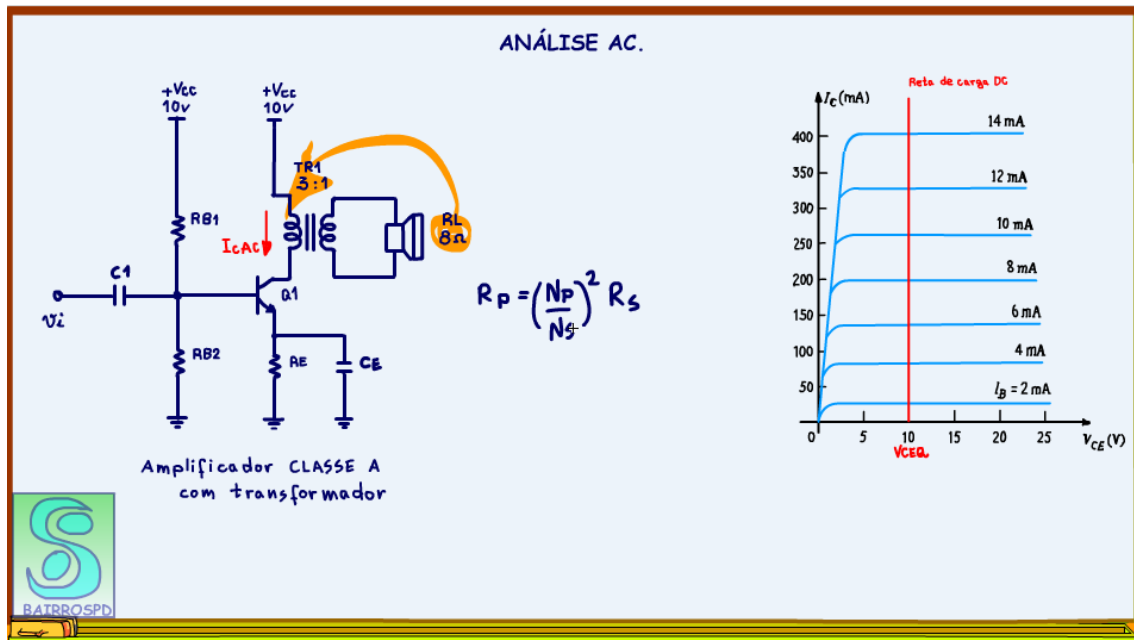 ANÁLISE AC.
+Vcc
10v
+Vcc
10v
TR1
3:1
RB1
ICAC
RL
8Ω
C1
Q1
vi
RB2
RE
CE
Amplificador CLASSE A
com transformador
RP = (NP/NS)² RS
Reta de carga DC
IC (mA)
400
350
300
250
200
150
100
50
0
5
10
15
20
25
VCE (V)
VCEQ
14 mA
12 mA
10 mA
8 mA
6 mA
4 mA
IB = 2 mA
BAIRROSPD